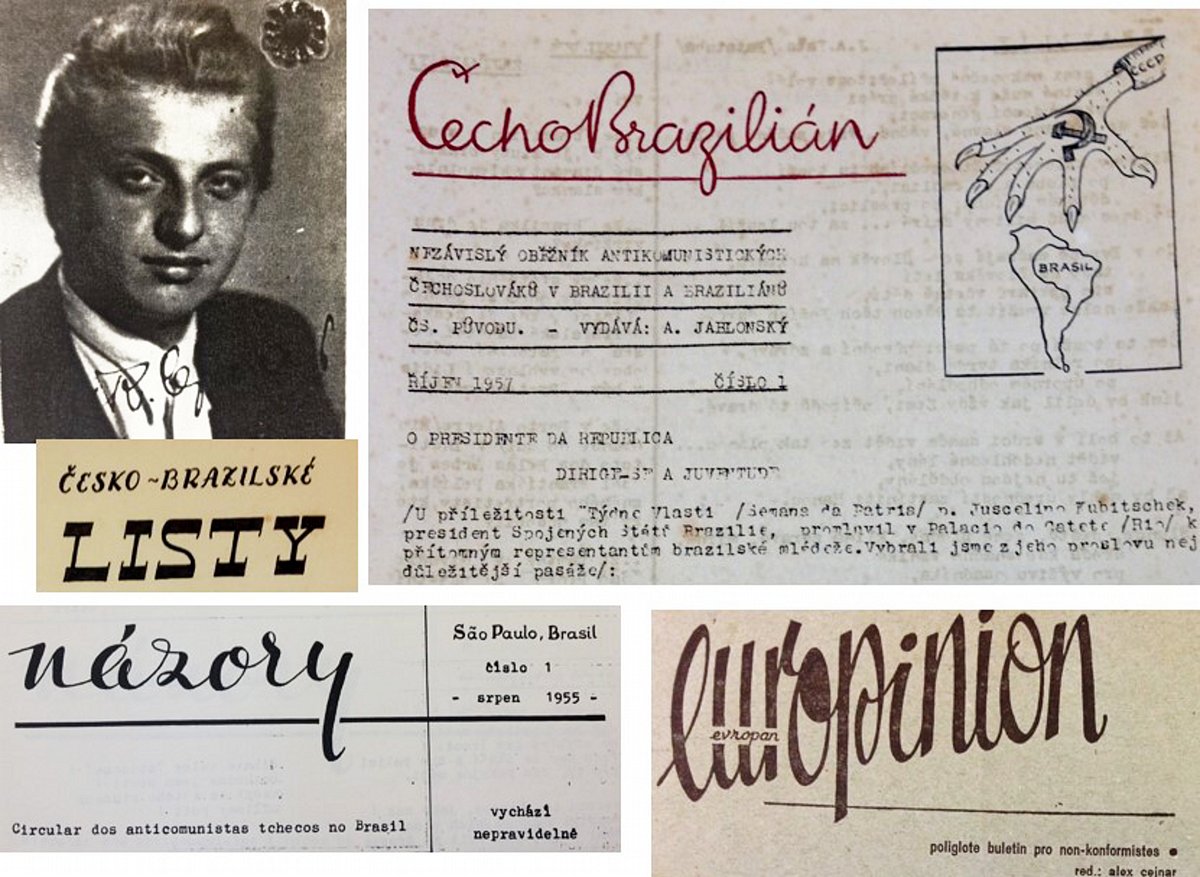 ČechoBrazilián
CCCP
BRASIL
NEZÁVISLÝ OBĚŽNÍK ANTIKOMUNISTICKÝCH
ČECHOSLOVÁKŮ V BRAZILII A BRAZILIÁNŮ
ČS. PŮVODU. - VYDÁVÁ: A. JABLONSKÝ
ŘÍJEN 1957 ČÍSLO 1
O PRESIDENTE DA REPUBLICA
DIRIGE-SE A JUVENTUDE
/U příležitosti "Týdne Vlasti /Semana da Patria/ p. Juscelino Kubitschek,
president Spojených Států Brazilie, promluvil v Palacio do Catete /Rio/ k
přítomným representantům brazilské mládeže.Vybrali jsme z jeho proslovu nej
důležitější pasáže/:
ČESKO-BRAZILSKÉ
LISTY
názory
São Paulo, Brasil
číslo 1
- srpen 1955 -
Circular dos anticomunistas tchecos no Brasil
vychází
nepravidelně
europinion
evropan
poliglote buletin pro non-konformistes •
red.: alex cejnar